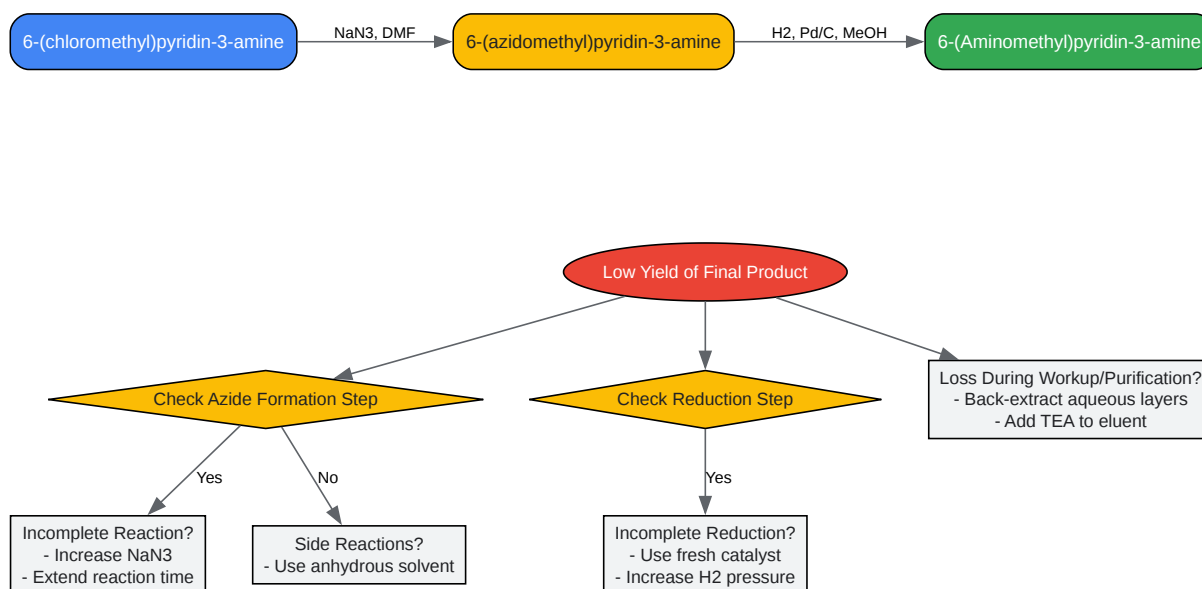 6-(chloromethyl)pyridin-3-amine
NaN3, DMF
6-(azidomethyl)pyridin-3-amine
H2, Pd/C, MeOH
6-(Aminomethyl)pyridin-3-amine
Low Yield of Final Product
Check Azide Formation Step
Check Reduction Step
Loss During Workup/Purification?
- Back-extract aqueous layers
- Add TEA to eluent
Yes
No
Yes
Incomplete Reaction?
- Increase NaN3
- Extend reaction time
Side Reactions?
- Use anhydrous solvent
Incomplete Reduction?
- Use fresh catalyst
- Increase H2 pressure